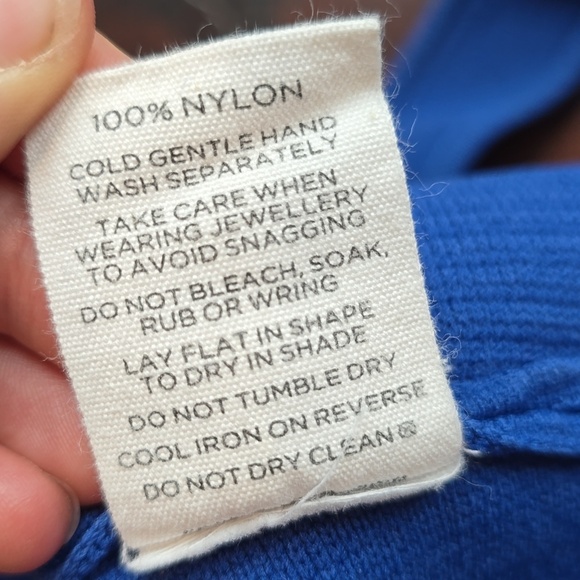 100% NYLON
COLD GENTLE HAND
WASH SEPARATELY
TAKE CARE WHEN
WEARING JEWELLERY
TO AVOID SNAGGING
DO NOT BLEACH, SOAK,
RUB OR WRING
LAY FLAT IN SHAPE
TO DRY IN SHADE
DO NOT TUMBLE DRY
COOL IRON ON REVERSE
DO NOT DRY CLEAN